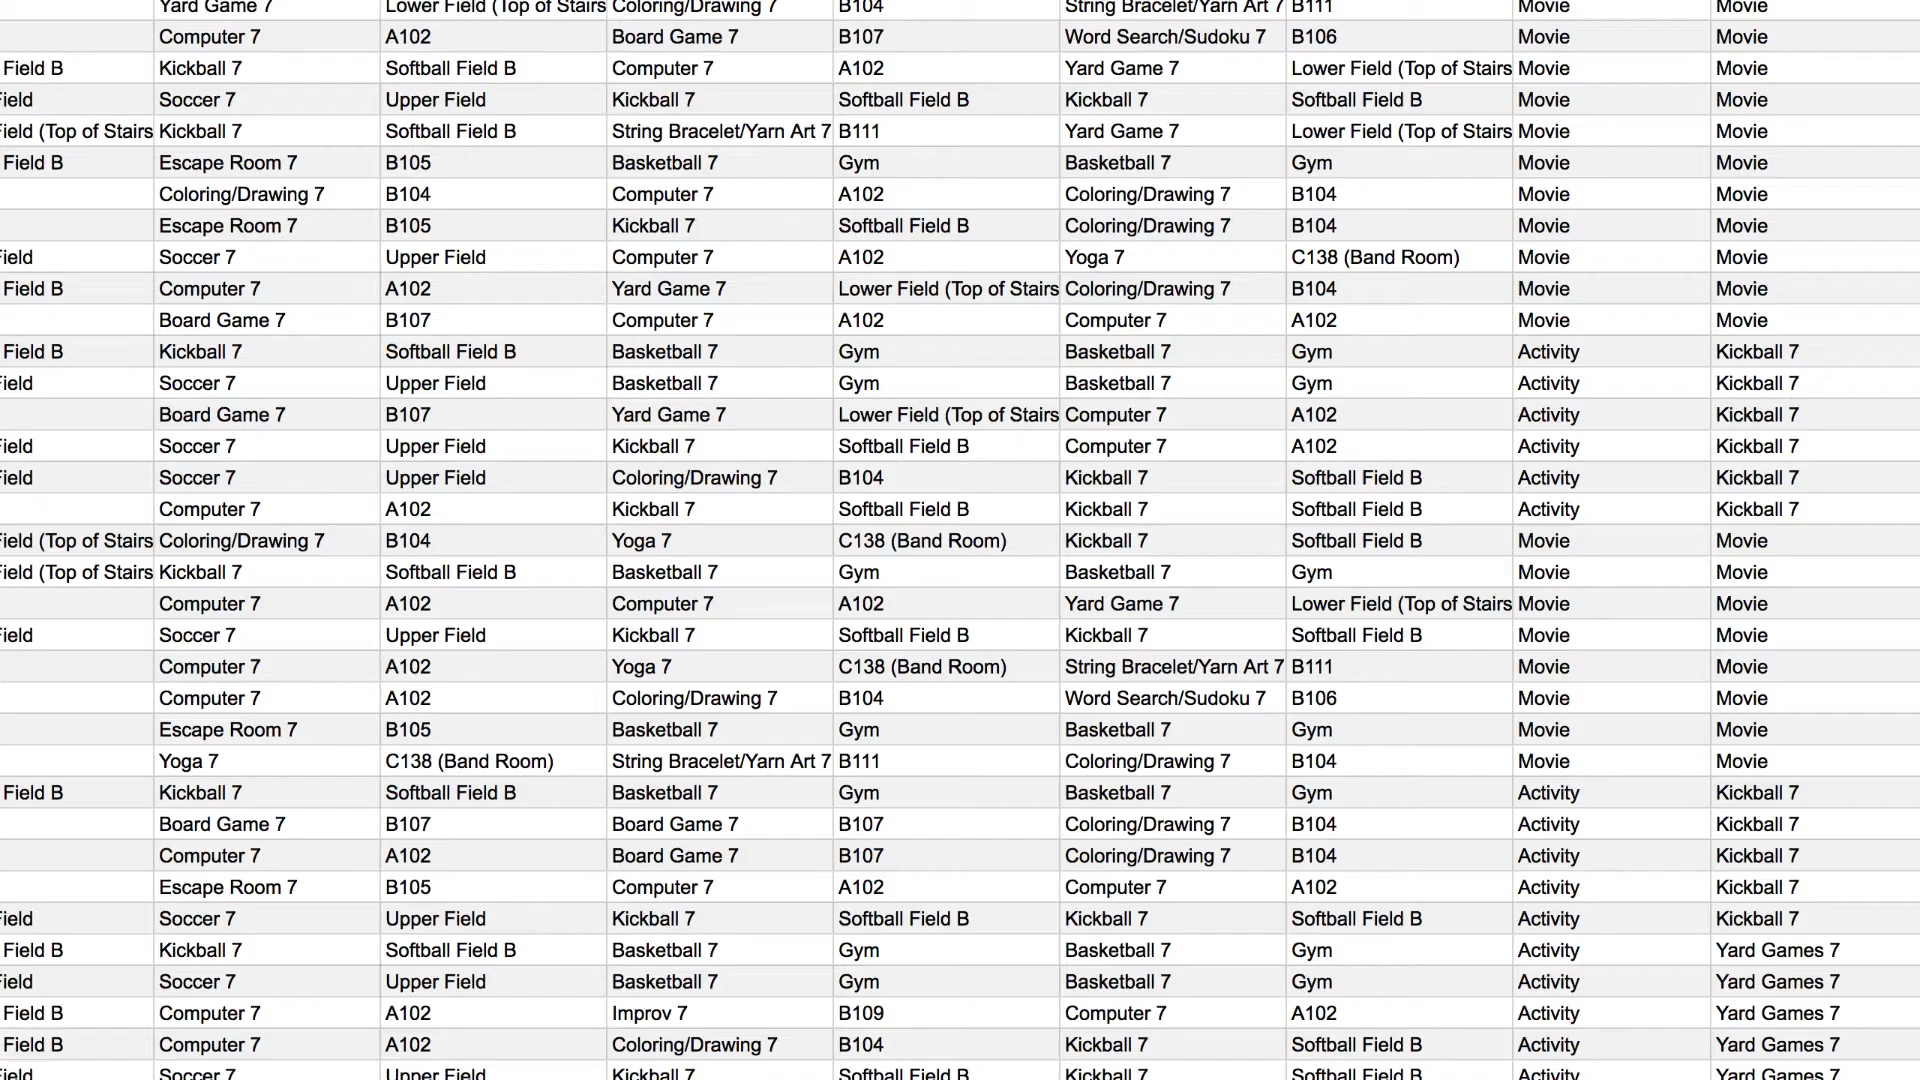 Yard Game 7 Lower Field (Top of Stairs Coloring/Drawing 7 B104 String Bracelet/Yarn Art 7 B111 Movie Movie
Computer 7 A102 Board Game 7 B107 Word Search/Sudoku 7 B106 Movie Movie
Field B Kickball 7 Softball Field B Computer 7 A102 Yard Game 7 Lower Field (Top of Stairs Movie Movie
Field Soccer 7 Upper Field Kickball 7 Softball Field B Kickball 7 Softball Field B Movie Movie
Field (Top of Stairs Kickball 7 Softball Field B String Bracelet/Yarn Art 7 B111 Yard Game 7 Lower Field (Top of Stairs Movie Movie
Field B Escape Room 7 B105 Basketball 7 Gym Basketball 7 Gym Movie Movie
Coloring/Drawing 7 B104 Computer 7 A102 Coloring/Drawing 7 B104 Movie Movie
Escape Room 7 B105 Kickball 7 Softball Field B Coloring/Drawing 7 B104 Movie Movie
Field Soccer 7 Upper Field Computer 7 A102 Yoga 7 C138 (Band Room) Movie Movie
Field B Computer 7 A102 Yard Game 7 Lower Field (Top of Stairs Coloring/Drawing 7 B104 Movie Movie
Board Game 7 B107 Computer 7 A102 Computer 7 A102 Movie Movie
Field B Kickball 7 Softball Field B Basketball 7 Gym Basketball 7 Gym Activity Kickball 7
Field Soccer 7 Upper Field Basketball 7 Gym Basketball 7 Gym Activity Kickball 7
Board Game 7 B107 Yard Game 7 Lower Field (Top of Stairs Computer 7 A102 Activity Kickball 7
Field Soccer 7 Upper Field Kickball 7 Softball Field B Computer 7 A102 Activity Kickball 7
Field Soccer 7 Upper Field Coloring/Drawing 7 B104 Kickball 7 Softball Field B Activity Kickball 7
Computer 7 A102 Kickball 7 Softball Field B Kickball 7 Softball Field B Activity Kickball 7
Field (Top of Stairs Coloring/Drawing 7 B104 Yoga 7 C138 (Band Room) Kickball 7 Softball Field B Movie Movie
Field (Top of Stairs Kickball 7 Softball Field B Basketball 7 Gym Basketball 7 Gym Movie Movie
Computer 7 A102 Computer 7 A102 Yard Game 7 Lower Field (Top of Stairs Movie Movie
Field Soccer 7 Upper Field Kickball 7 Softball Field B Kickball 7 Softball Field B Movie Movie
Computer 7 A102 Yoga 7 C138 (Band Room) String Bracelet/Yarn Art 7 B111 Movie Movie
Computer 7 A102 Coloring/Drawing 7 B104 Word Search/Sudoku 7 B106 Movie Movie
Escape Room 7 B105 Basketball 7 Gym Basketball 7 Gym Movie Movie
Yoga 7 C138 (Band Room) String Bracelet/Yarn Art 7 B111 Coloring/Drawing 7 B104 Movie Movie
Field B Kickball 7 Softball Field B Basketball 7 Gym Basketball 7 Gym Activity Kickball 7
Board Game 7 B107 Board Game 7 B107 Coloring/Drawing 7 B104 Activity Kickball 7
Computer 7 A102 Board Game 7 B107 Coloring/Drawing 7 B104 Activity Kickball 7
Escape Room 7 B105 Computer 7 A102 Computer 7 A102 Activity Kickball 7
Field Soccer 7 Upper Field Kickball 7 Softball Field B Kickball 7 Softball Field B Activity Kickball 7
Field B Kickball 7 Softball Field B Basketball 7 Gym Basketball 7 Gym Activity Yard Games 7
Field Soccer 7 Upper Field Basketball 7 Gym Basketball 7 Gym Activity Yard Games 7
Field B Computer 7 A102 Improv 7 B109 Computer 7 A102 Activity Yard Games 7
Field B Computer 7 A102 Coloring/Drawing 7 B104 Kickball 7 Softball Field B Activity Yard Games 7
Field Soccer 7 Upper Field Kickball 7 Softball Field B Kickball 7 Softball Field B Activity Yard Games 7